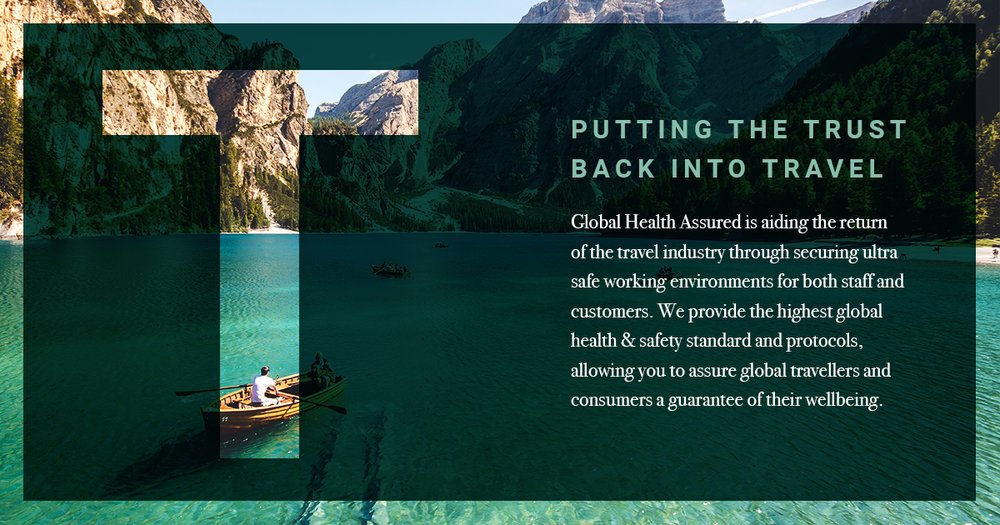 T
PUTTING THE TRUST
BACK INTO TRAVEL
Global Health Assured is aiding the return
of the travel industry through securing ultra
safe working environments for both staff and
customers. We provide the highest global
health & safety standard and protocols,
allowing you to assure global travellers and
consumers a guarantee of their wellbeing.
11